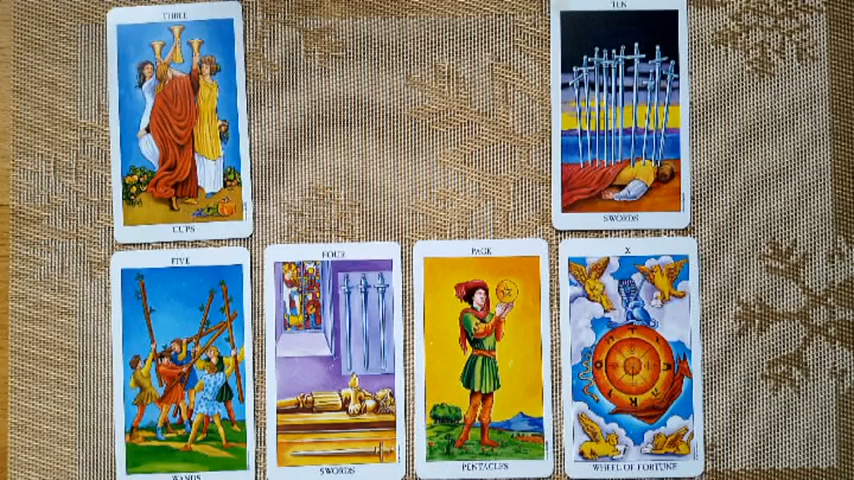 THREE
CUPS
TEN
SWORDS
FIVE
WANDS
FOUR
SWORDS
PAGE
PENTACLES
X
WHEEL OF FORTUNE